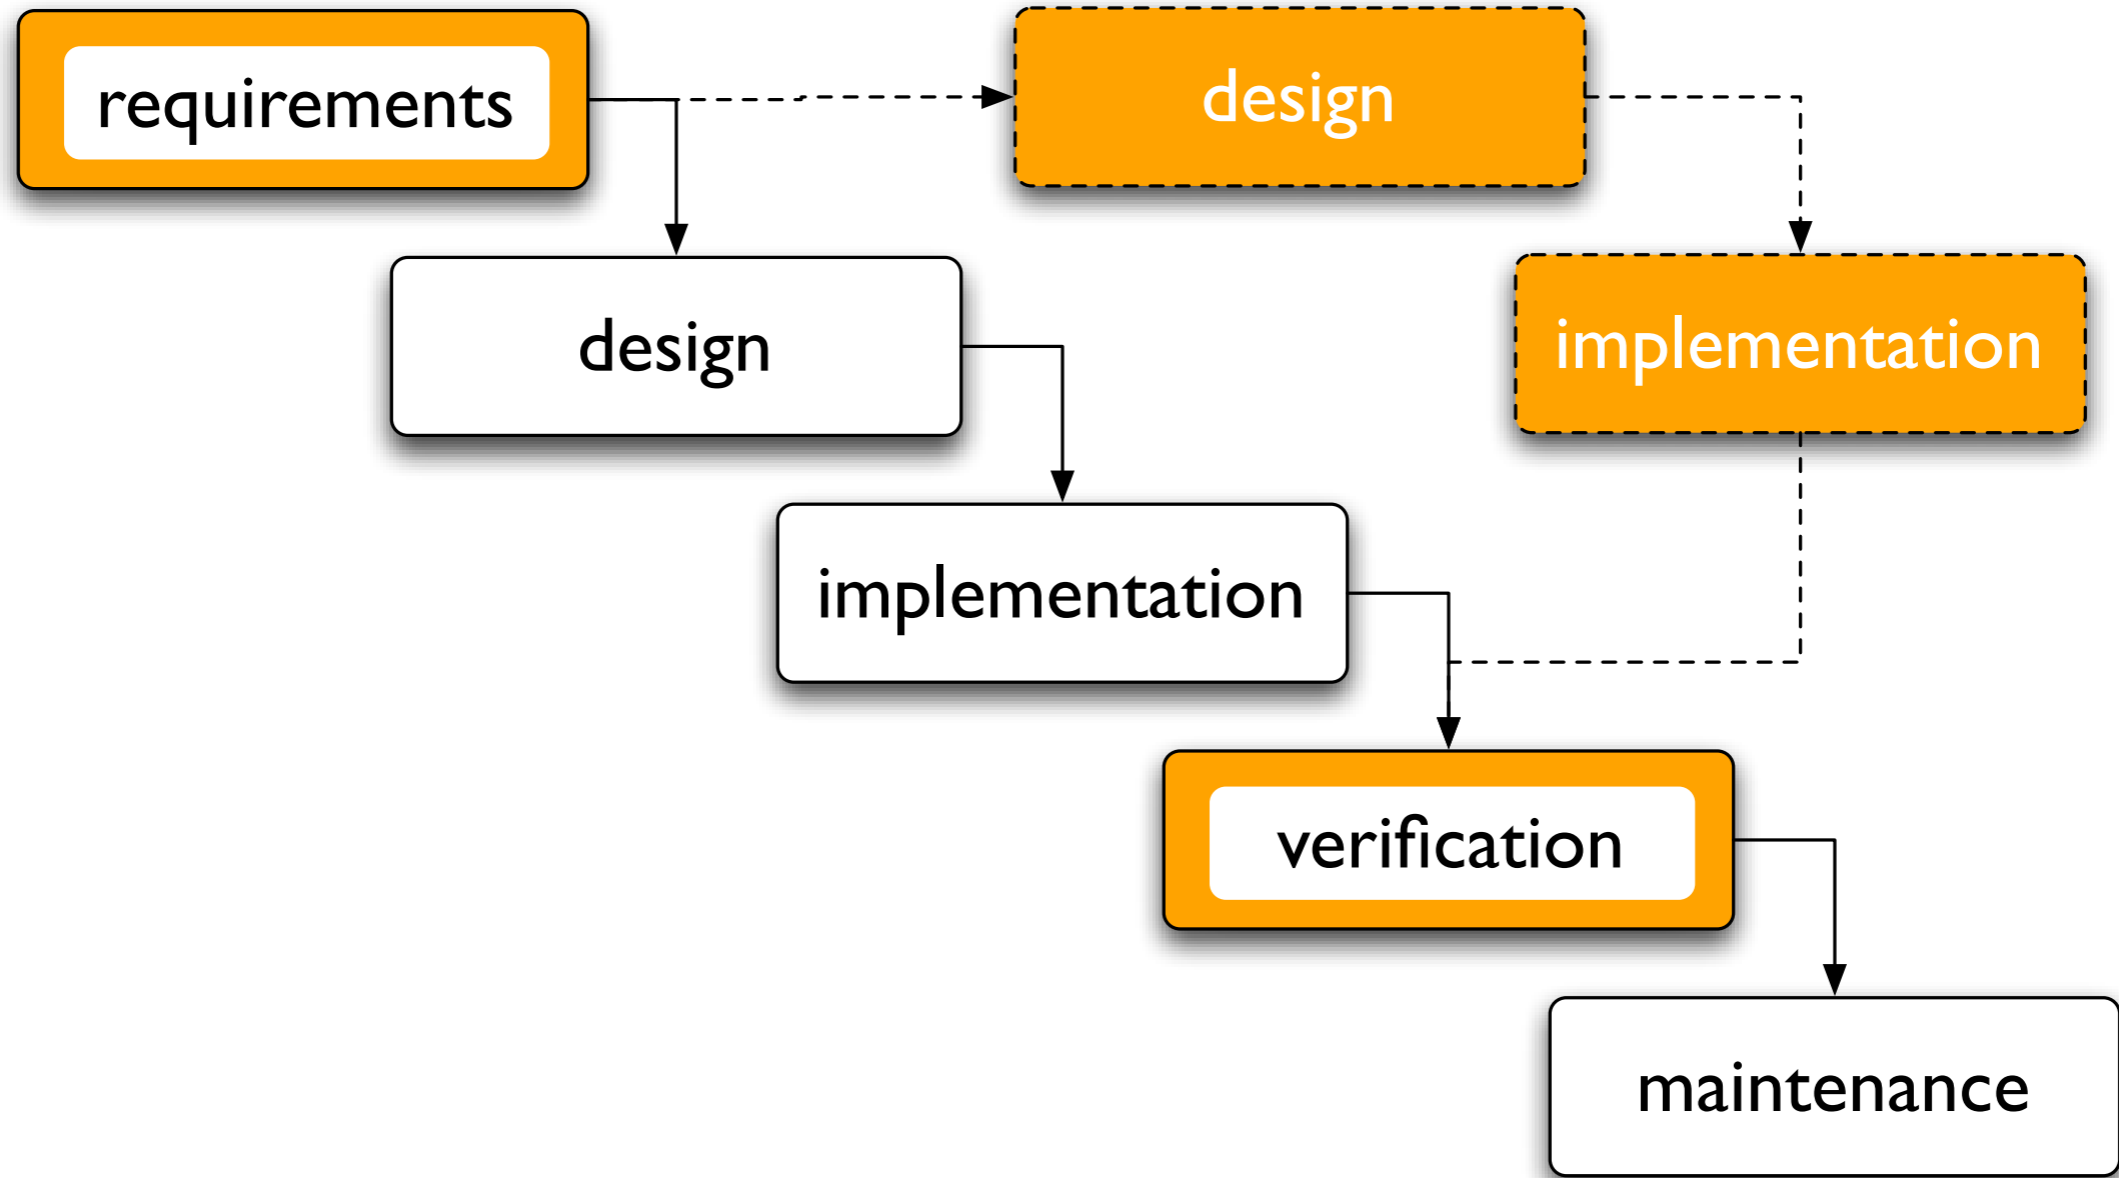 requirements
design
design
implementation
implementation
verification
maintenance